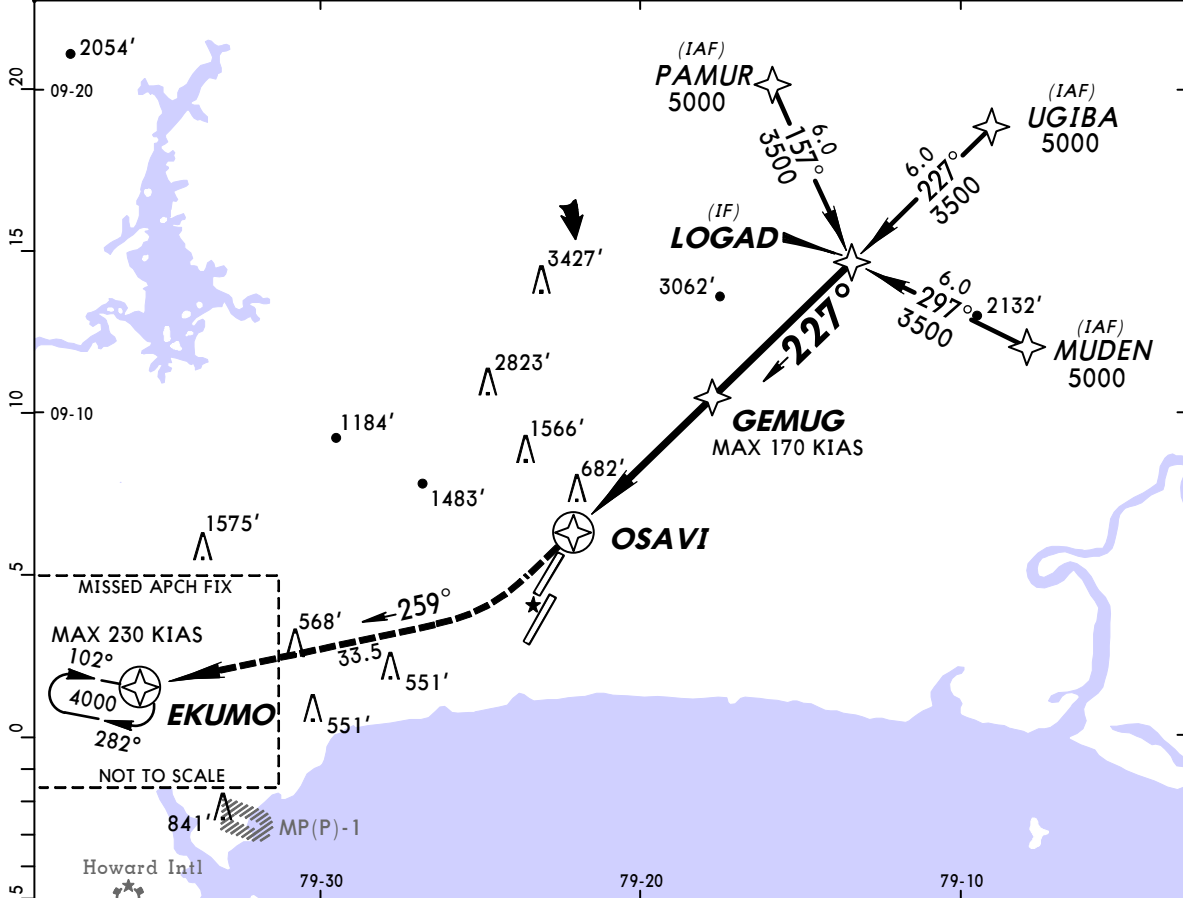 2054'
20
09-20
(IAF)
PAMUR
5000
(IAF)
UGIBA
5000
6.0
157°
3500
6.0
227°
3500
(IF)
LOGAD
15
3427'
3062'
6.0
297°
3500
2132'
(IAF)
MUDEN
5000
227°
2823'
10
09-10
1184'
1566'
GEMUG
MAX 170 KIAS
682'
1483'
1575'
OSAVI
5
MISSED APCH FIX
259°
568'
MAX 230 KIAS
33.5
102°
4000
551'
EKUMO
551'
282°
0
NOT TO SCALE
841'
MP(P)-1
Howard Intl
5
79-30
79-20
79-10